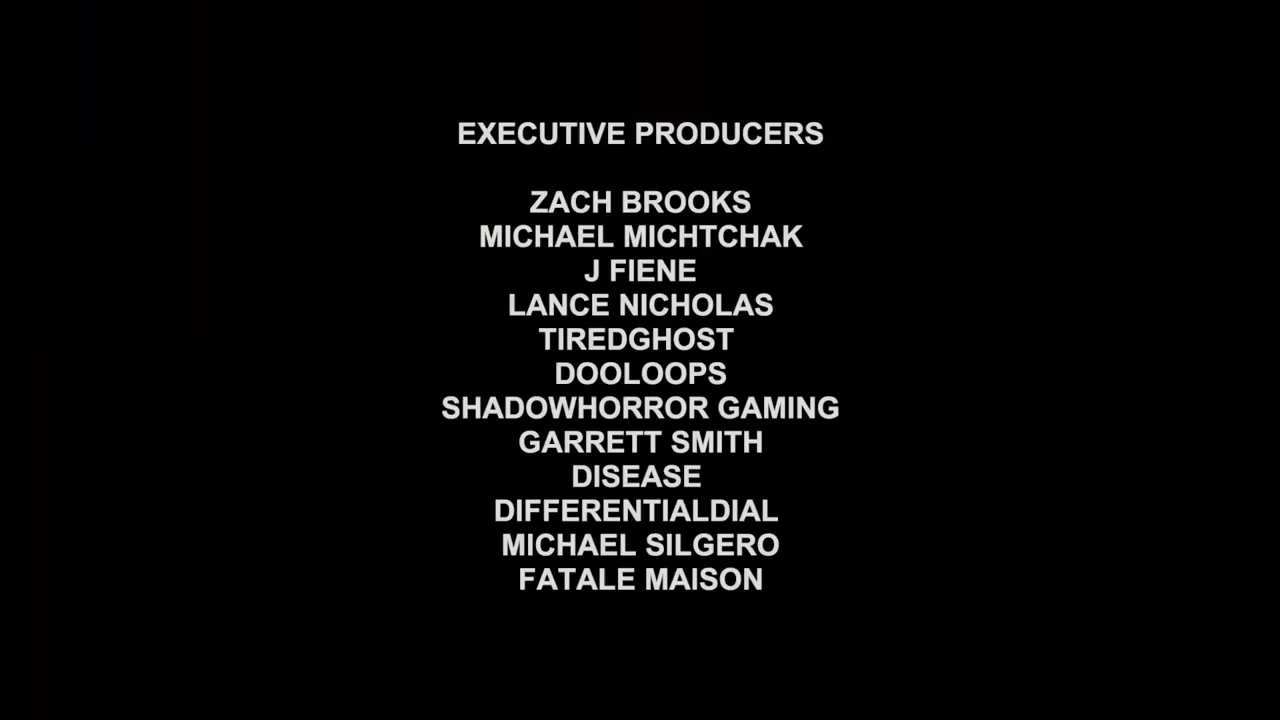 EXECUTIVE PRODUCERS
ZACH BROOKS
MICHAEL MICHTCHAK
J FIENE
LANCE NICHOLAS
TIREDGHOST
DOOLOOPS
SHADOWHORROR GAMING
GARRETT SMITH
DISEASE
DIFFERENTIALDIAL
MICHAEL SILGERO
FATALE MAISON